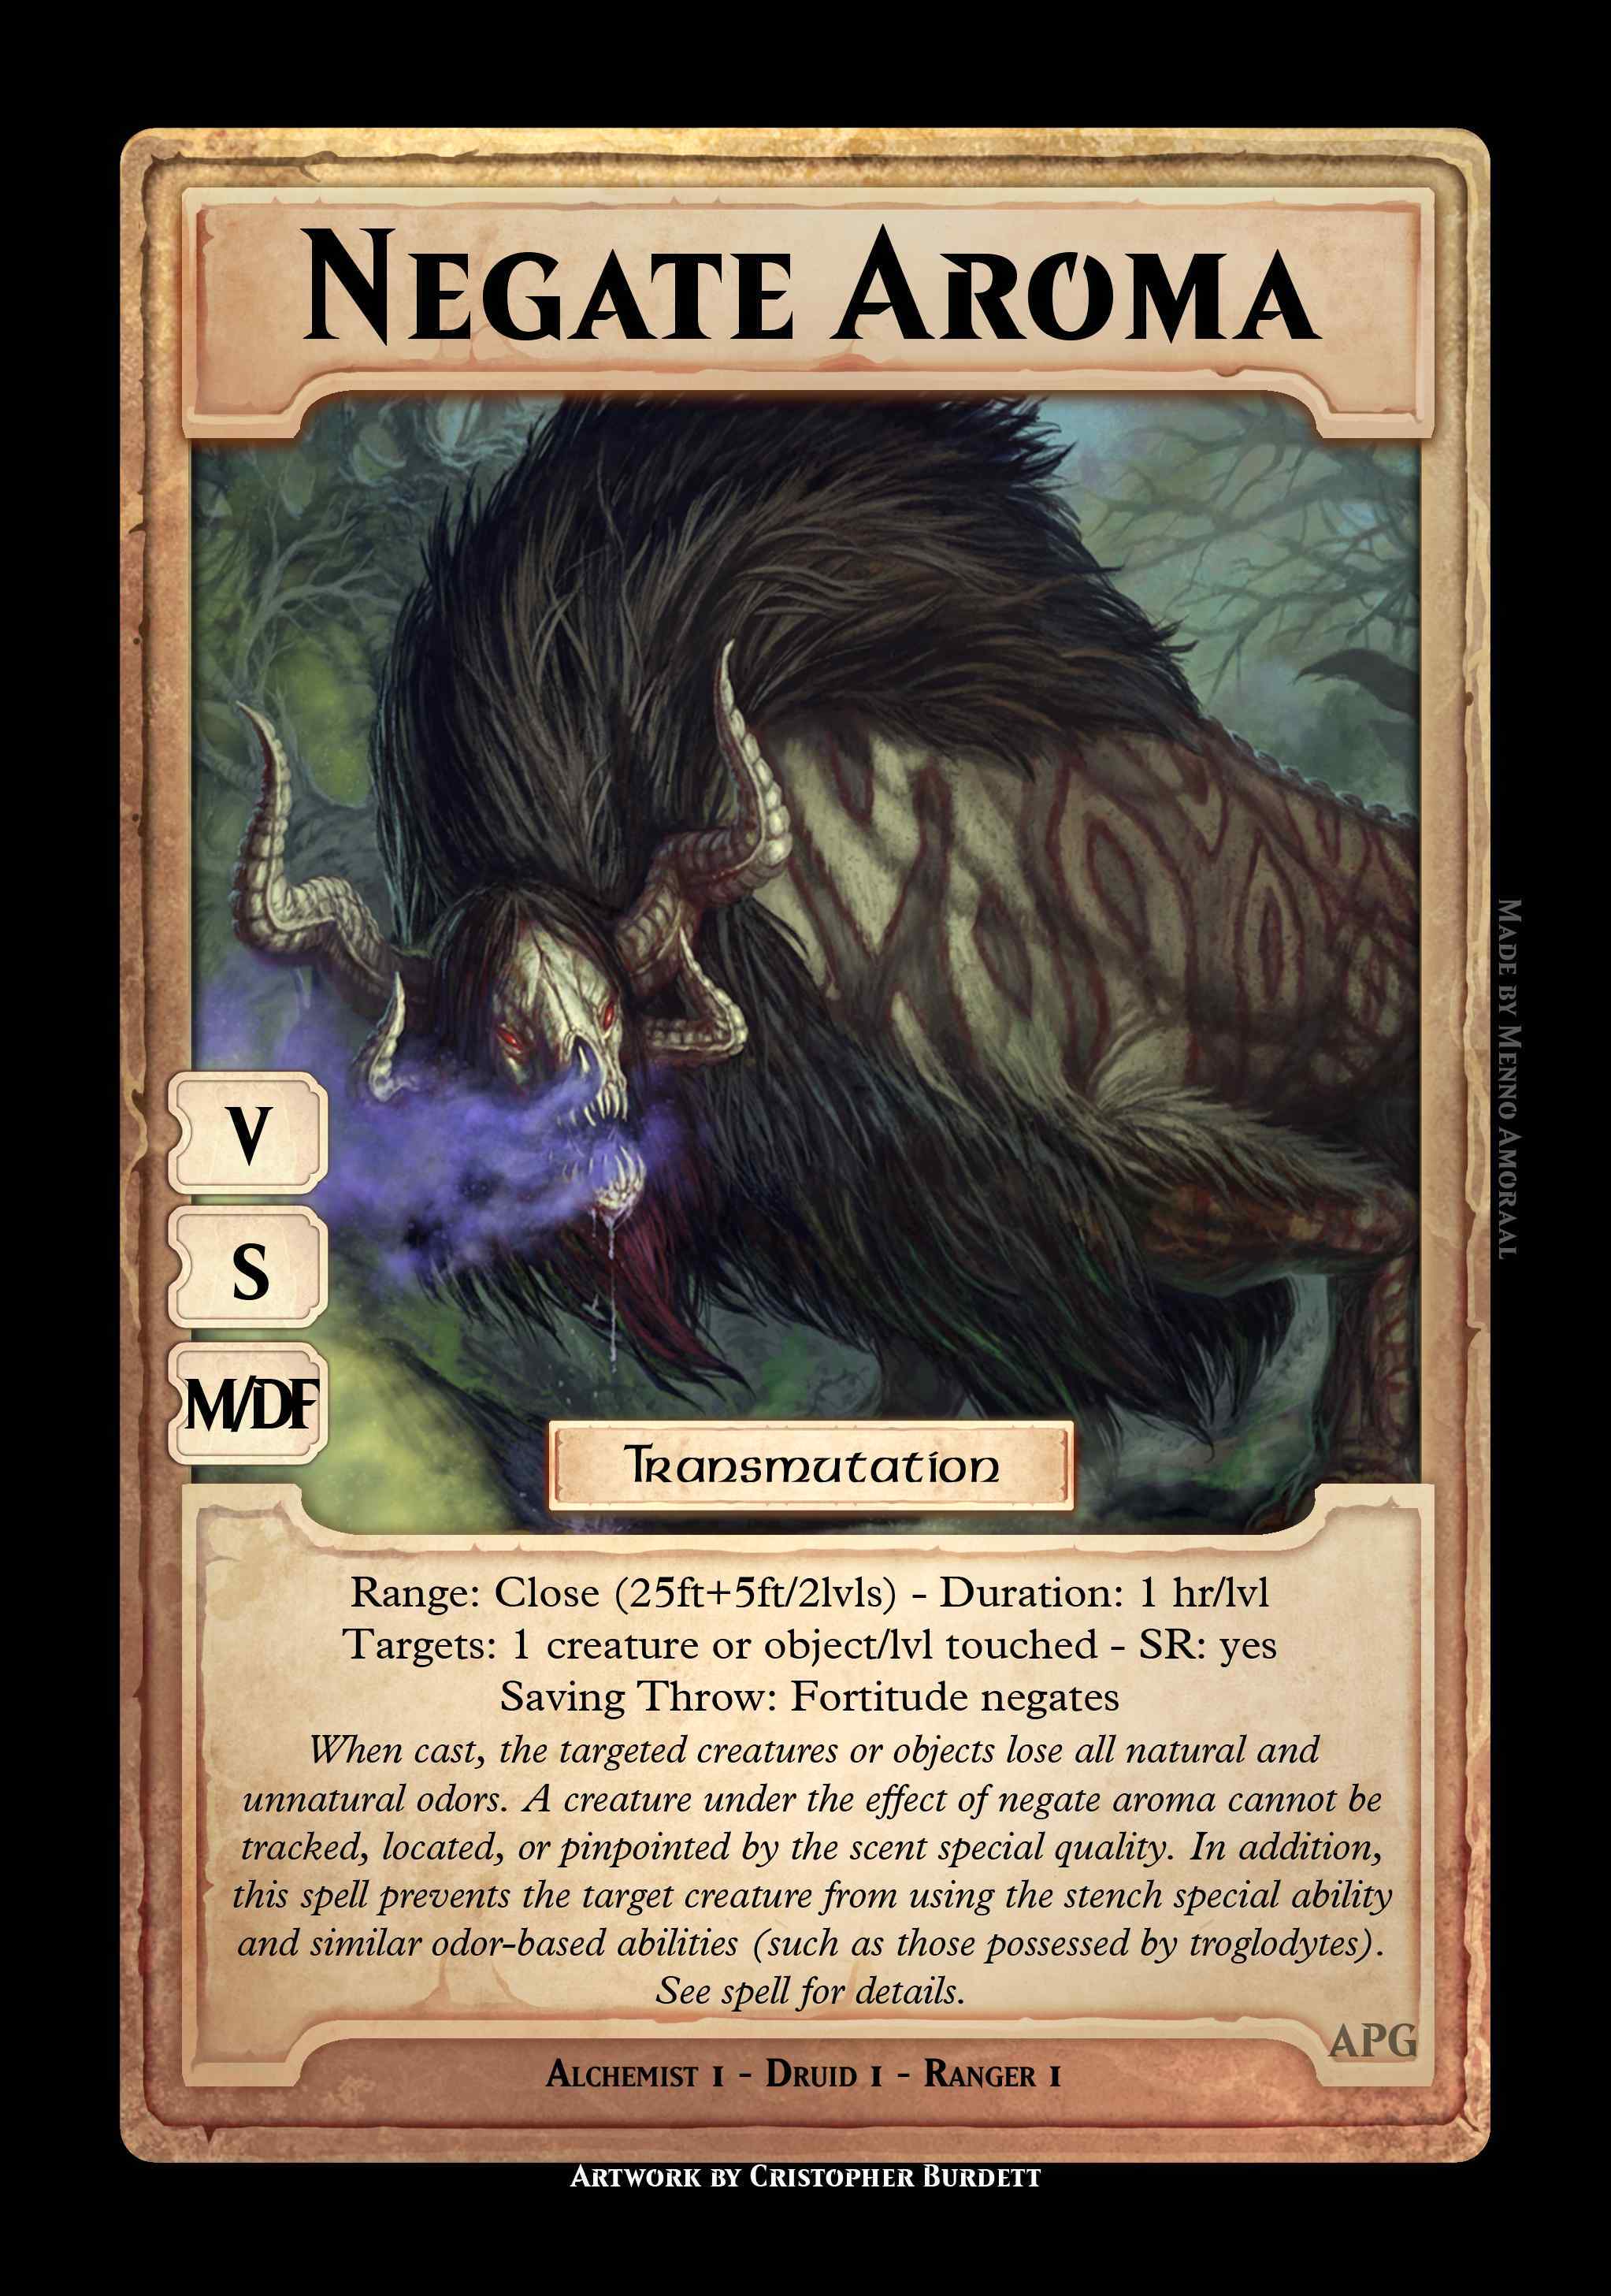 Negate Aroma
V
S
M/DF
Transmutation
Range: Close (25ft+5ft/2lvls) - Duration: 1 hr/lvl
Targets: 1 creature or object/lvl touched - SR: yes
Saving Throw: Fortitude negates
When cast, the targeted creatures or objects lose all natural and
unnatural odors. A creature under the effect of negate aroma cannot be
tracked, located, or pinpointed by the scent special quality. In addition,
this spell prevents the target creature from using the stench special ability
and similar odor-based abilities (such as those possessed by troglodytes).
See spell for details.
APG
Alchemist 1 - Druid 1 - Ranger 1
Artwork by Cristopher Burdett
Made by Menno Amoraal